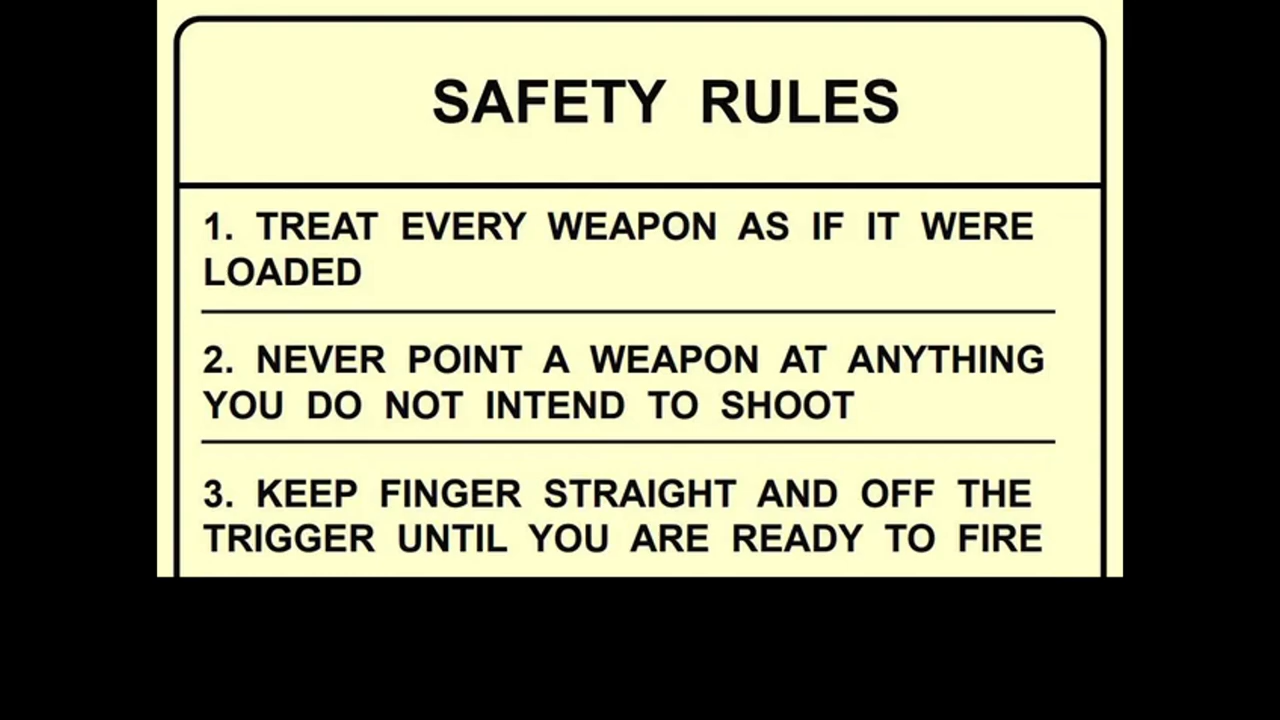 SAFETY RULES
1. TREAT EVERY WEAPON AS IF IT WERE
LOADED
2. NEVER POINT A WEAPON AT ANYTHING
YOU DO NOT INTEND TO SHOOT
3. KEEP FINGER STRAIGHT AND OFF THE
TRIGGER UNTIL YOU ARE READY TO FIRE